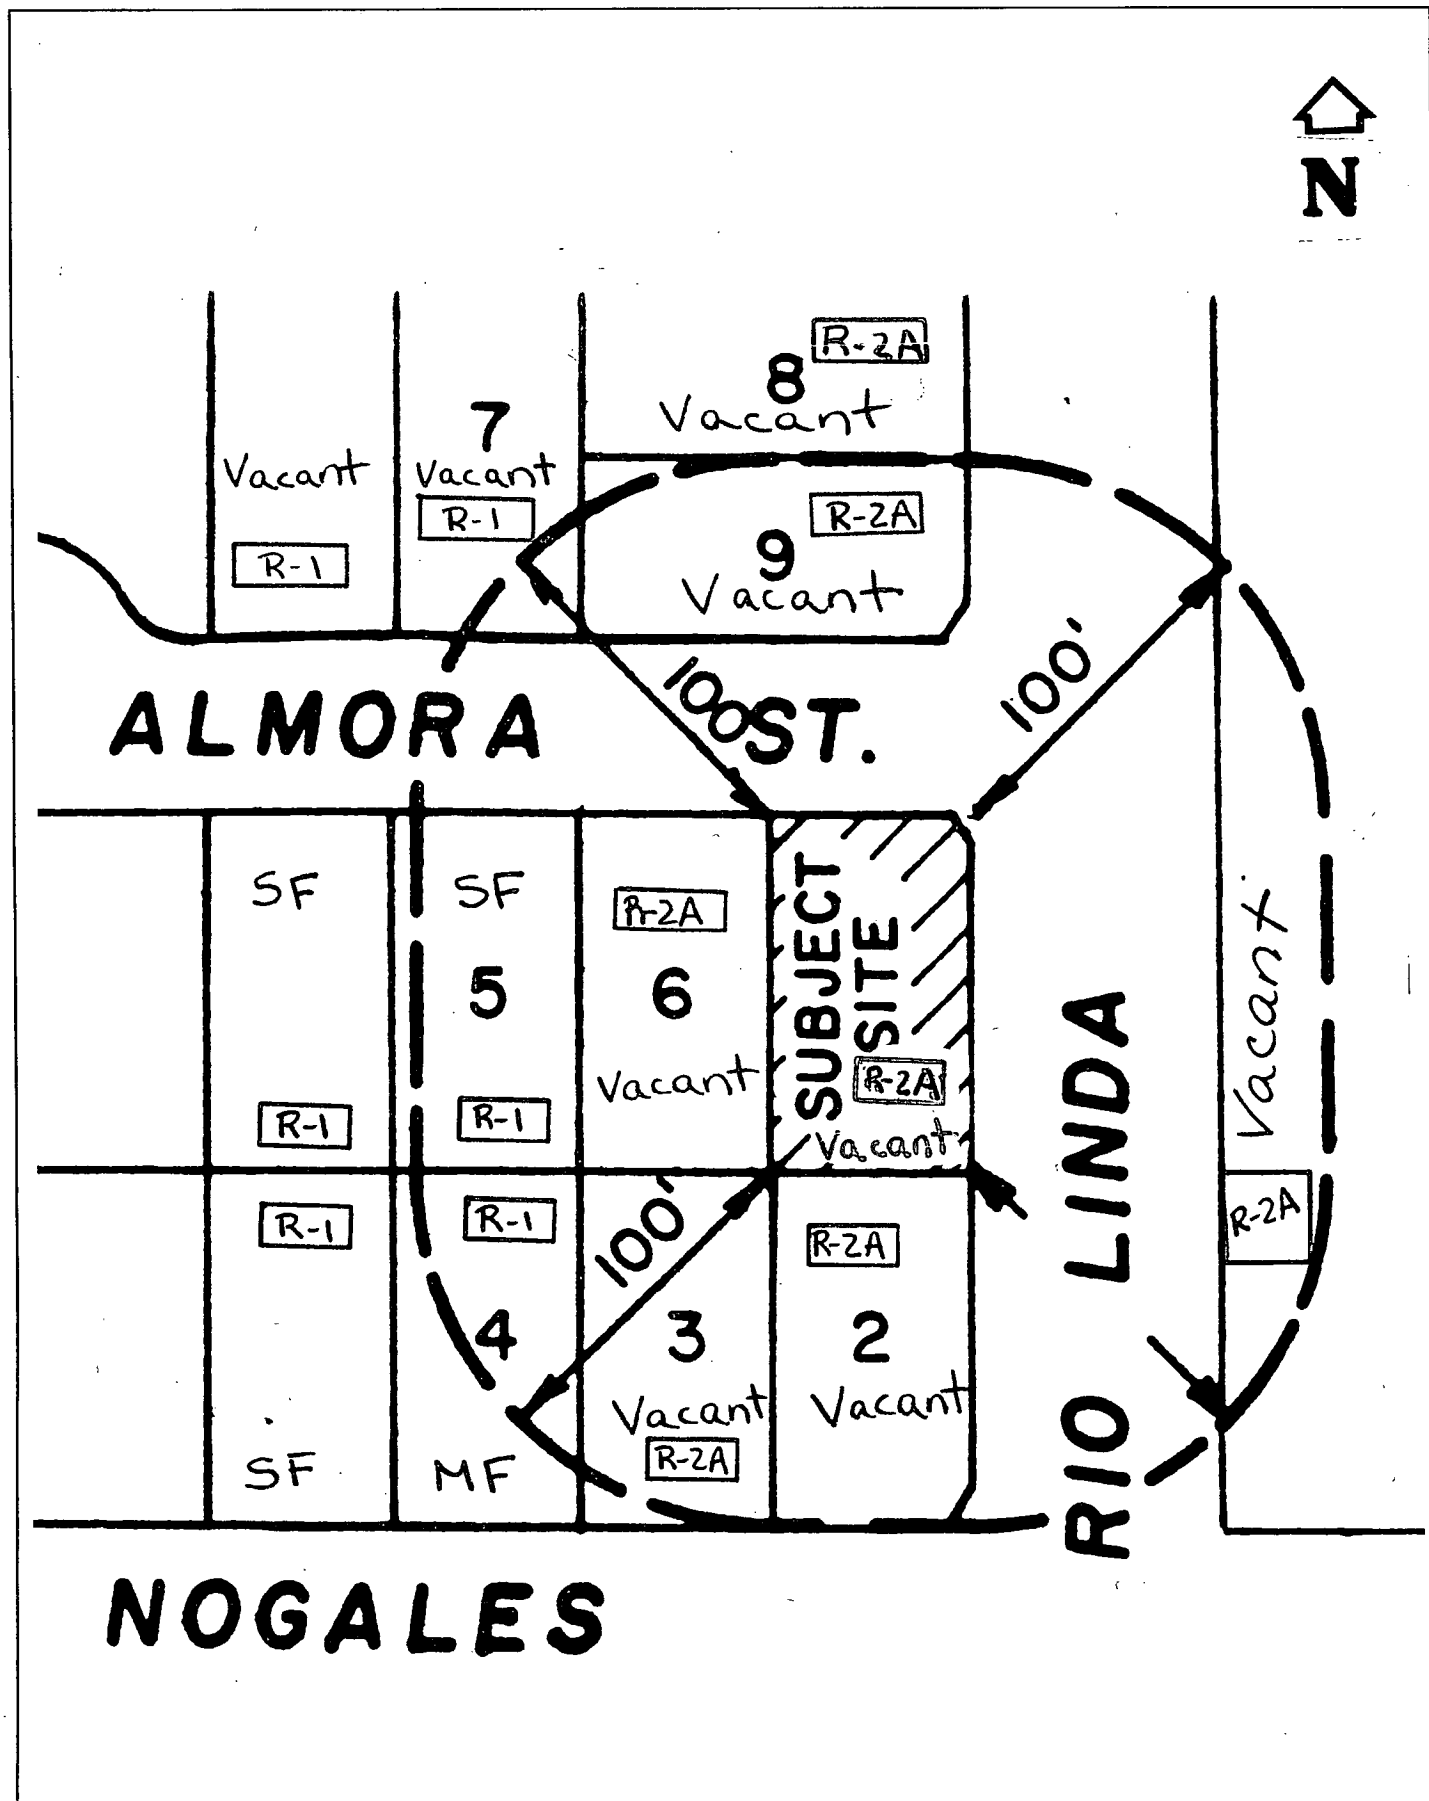 N
R-2A
8
Vacant
7
Vacant
R-1
Vacant
R-1
R-2A
9
Vacant
100'
100
ALMORA ST.
SF
SF
R-2A
5
6
Vacant
R-1
R-1
SUBJECT
SITE
R-2A
Vacant
Vacant
R-2A
R-1
R-1
100'
R-2A
4
3
2
Vacant
Vacant
R-2A
SF
MF
RIO LINDA
NOGALES